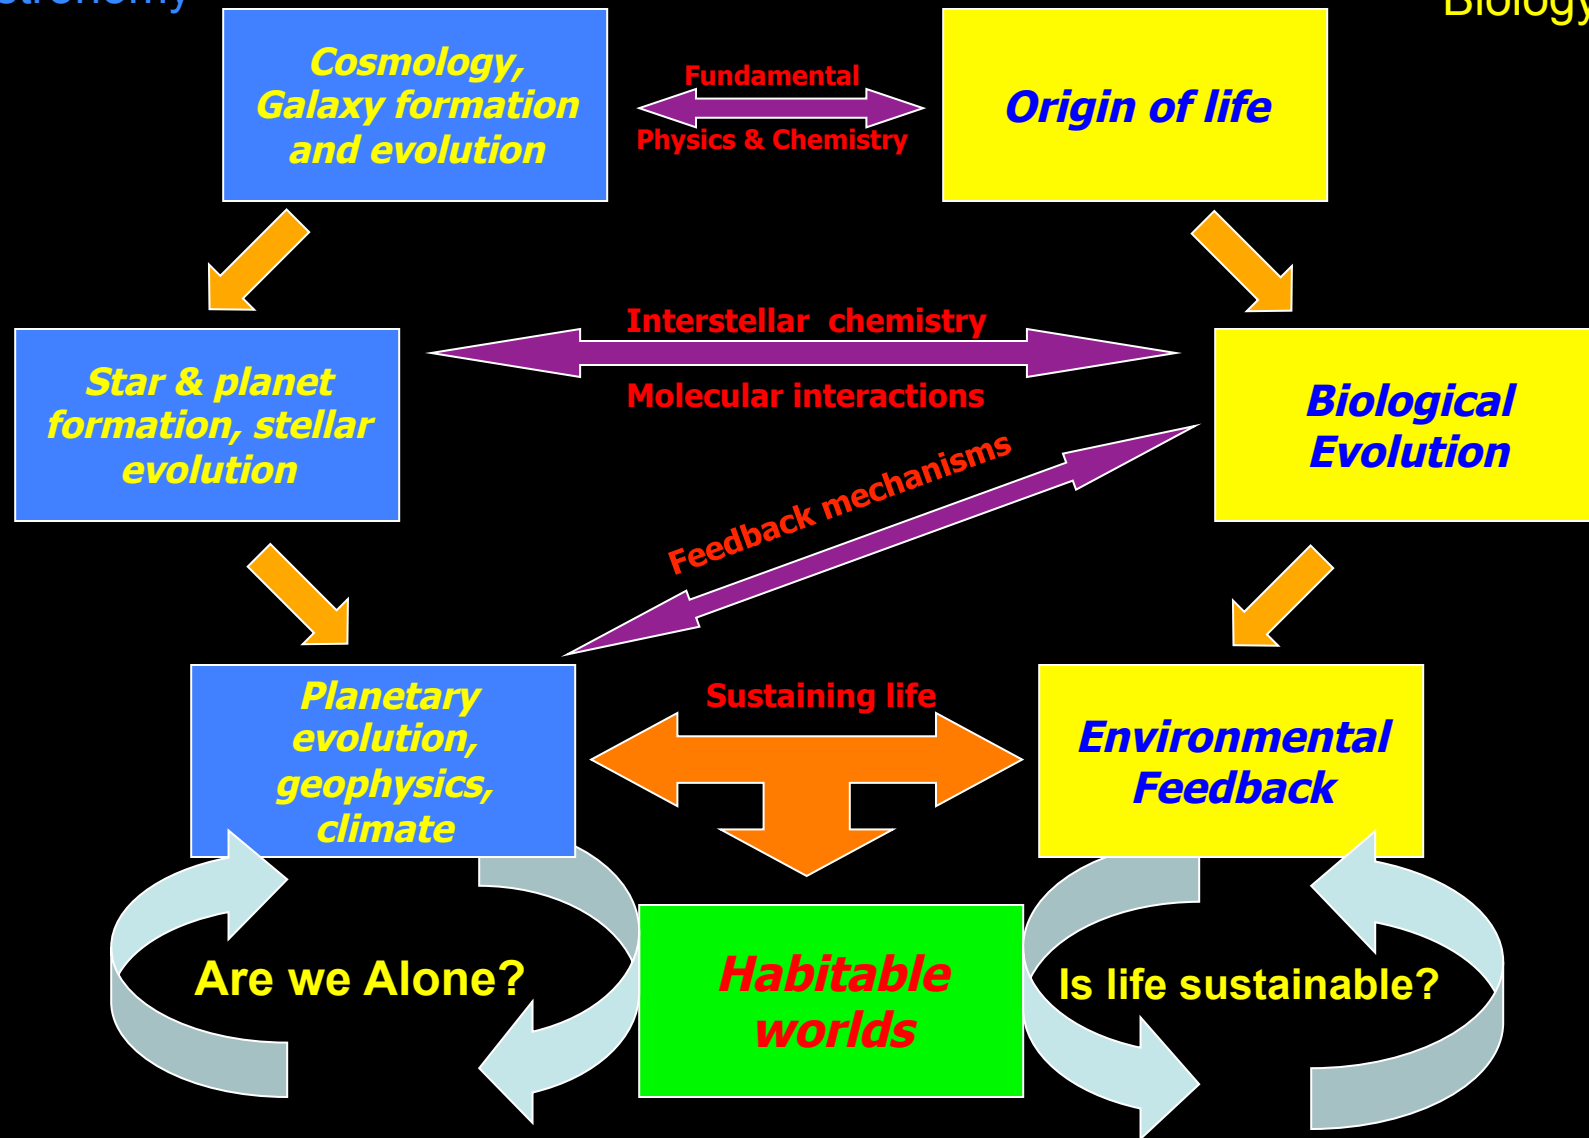 stronomy
Biology
Cosmology,
Galaxy formation
and evolution
Fundamental
Physics & Chemistry
Origin of life
Interstellar  chemistry
Molecular interactions
Star & planet
formation, stellar
evolution
Biological
Evolution
Feedback mechanisms
Planetary
evolution,
geophysics,
climate
Sustaining life
Environmental
Feedback
Are we Alone?
Habitable
worlds
Is life sustainable?